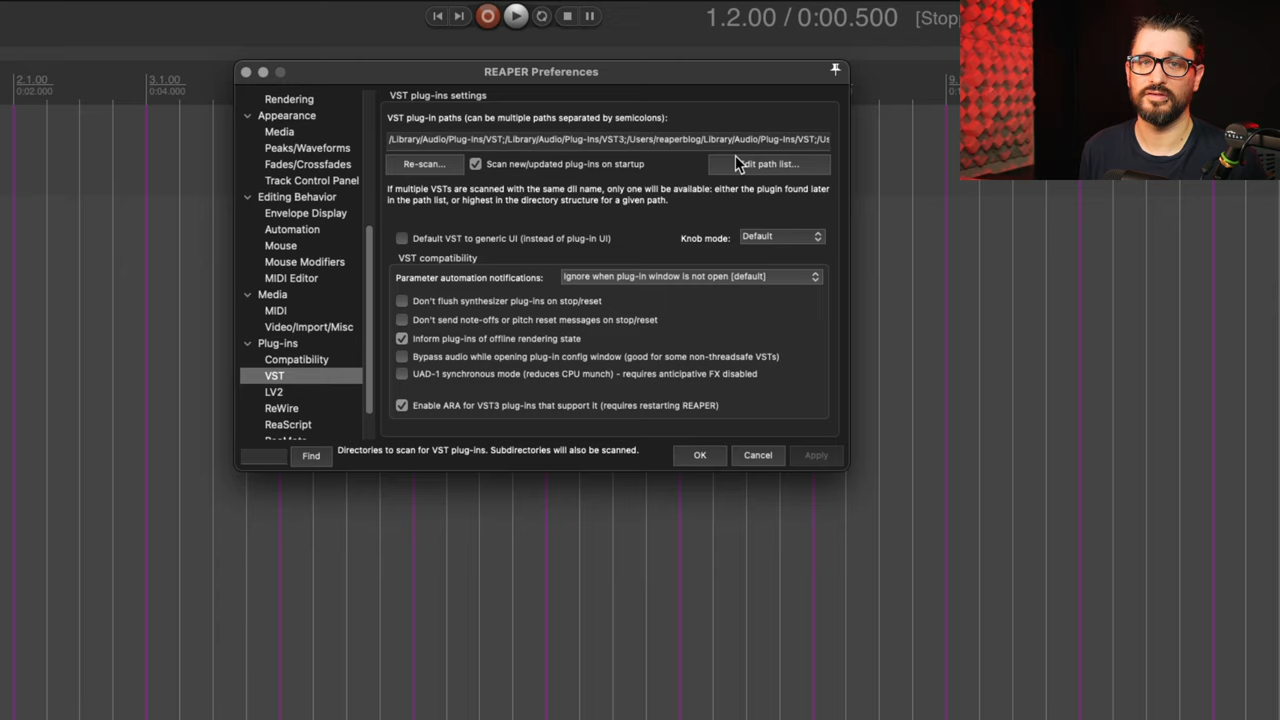 1.2.00 / 0:00.500 [Stop
2.1.00
0:02.000
3.1.00
0:04.000
REAPER Preferences
Rendering
Appearance
Media
Peaks/Waveforms
Fades/Crossfades
Track Control Panel
Editing Behavior
Envelope Display
Automation
Mouse
Mouse Modifiers
MIDI Editor
Media
MIDI
Video/Import/Misc
Plug-ins
Compatibility
VST
LV2
ReWire
ReaScript
VST plug-ins settings
VST plug-in paths (can be multiple paths separated by semicolons):
/Library/Audio/Plug-Ins/VST;/Library/Audio/Plug-Ins/VST3;/Users/reaperblog/Library/Audio/Plug-Ins/VST;/Us
Re-scan...
Scan new/updated plug-ins on startup
dit path list...
If multiple VSTs are scanned with the same dll name, only one will be available: either the plugin found later
in the path list, or highest in the directory structure for a given path.
Default VST to generic UI (instead of plug-in UI)
Knob mode:
Default
VST compatibility
Parameter automation notifications:
Ignore when plug-in window is not open [default]
Don't flush synthesizer plug-ins on stop/reset
Don't send note-offs or pitch reset messages on stop/reset
Inform plug-ins of offline rendering state
Bypass audio while opening plug-in config window (good for some non-threadsafe VSTs)
UAD-1 synchronous mode (reduces CPU munch) - requires anticipative FX disabled
Enable ARA for VST3 plug-ins that support it (requires restarting REAPER)
Find
Directories to scan for VST plug-ins. Subdirectories will also be scanned.
OK
Cancel
Apply